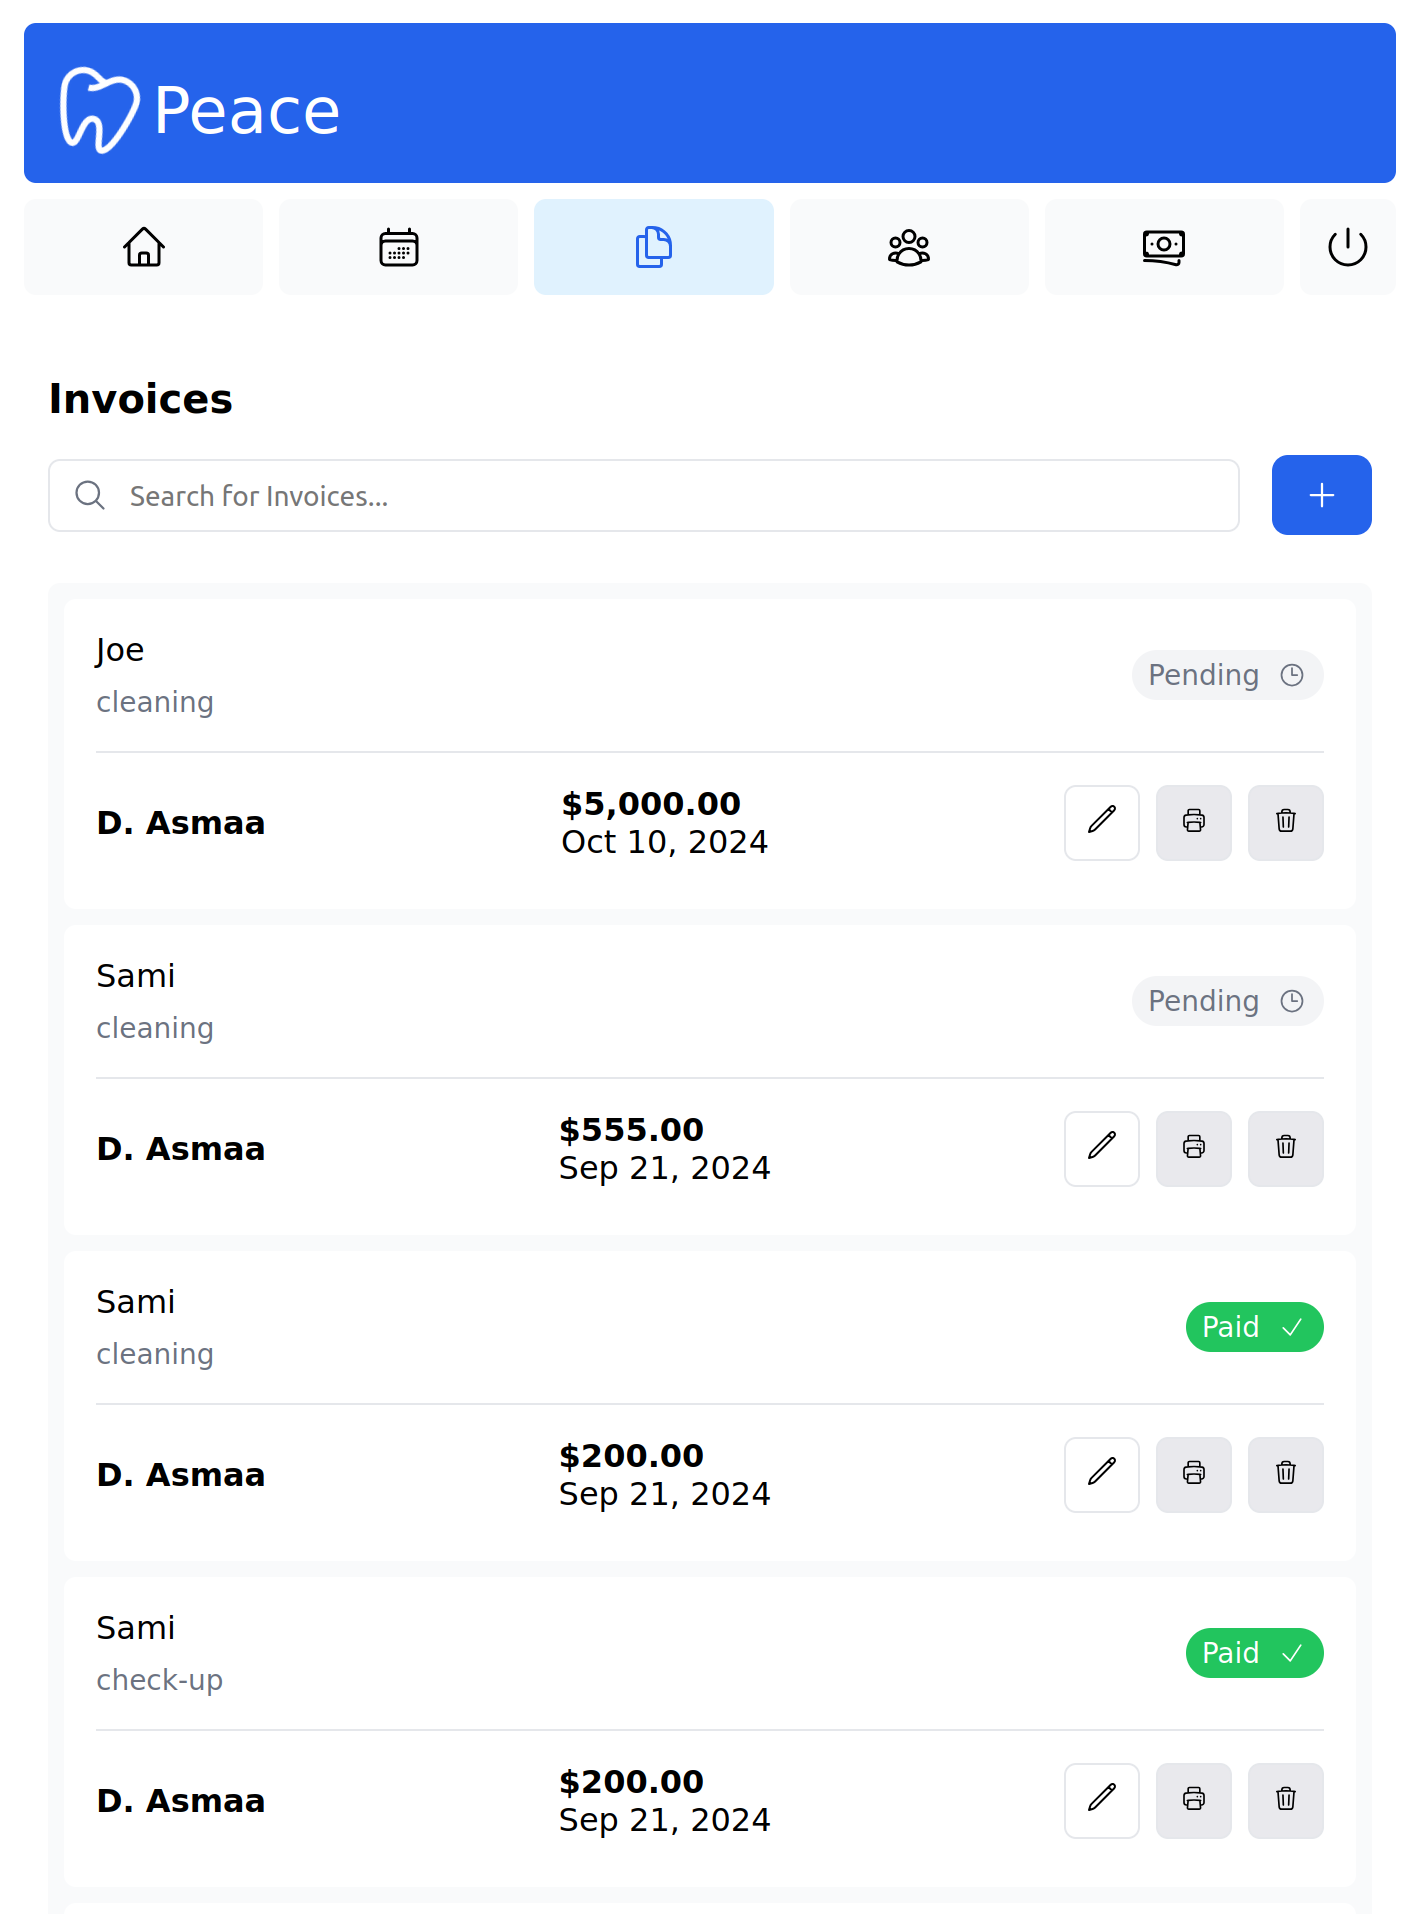 Peace
Invoices
Search for Invoices...
Joe
cleaning
Pending
D. Asmaa
$5,000.00
Oct 10, 2024
Sami
cleaning
Pending
D. Asmaa
$555.00
Sep 21, 2024
Sami
cleaning
Paid
D. Asmaa
$200.00
Sep 21, 2024
Sami
check-up
Paid
D. Asmaa
$200.00
Sep 21, 2024